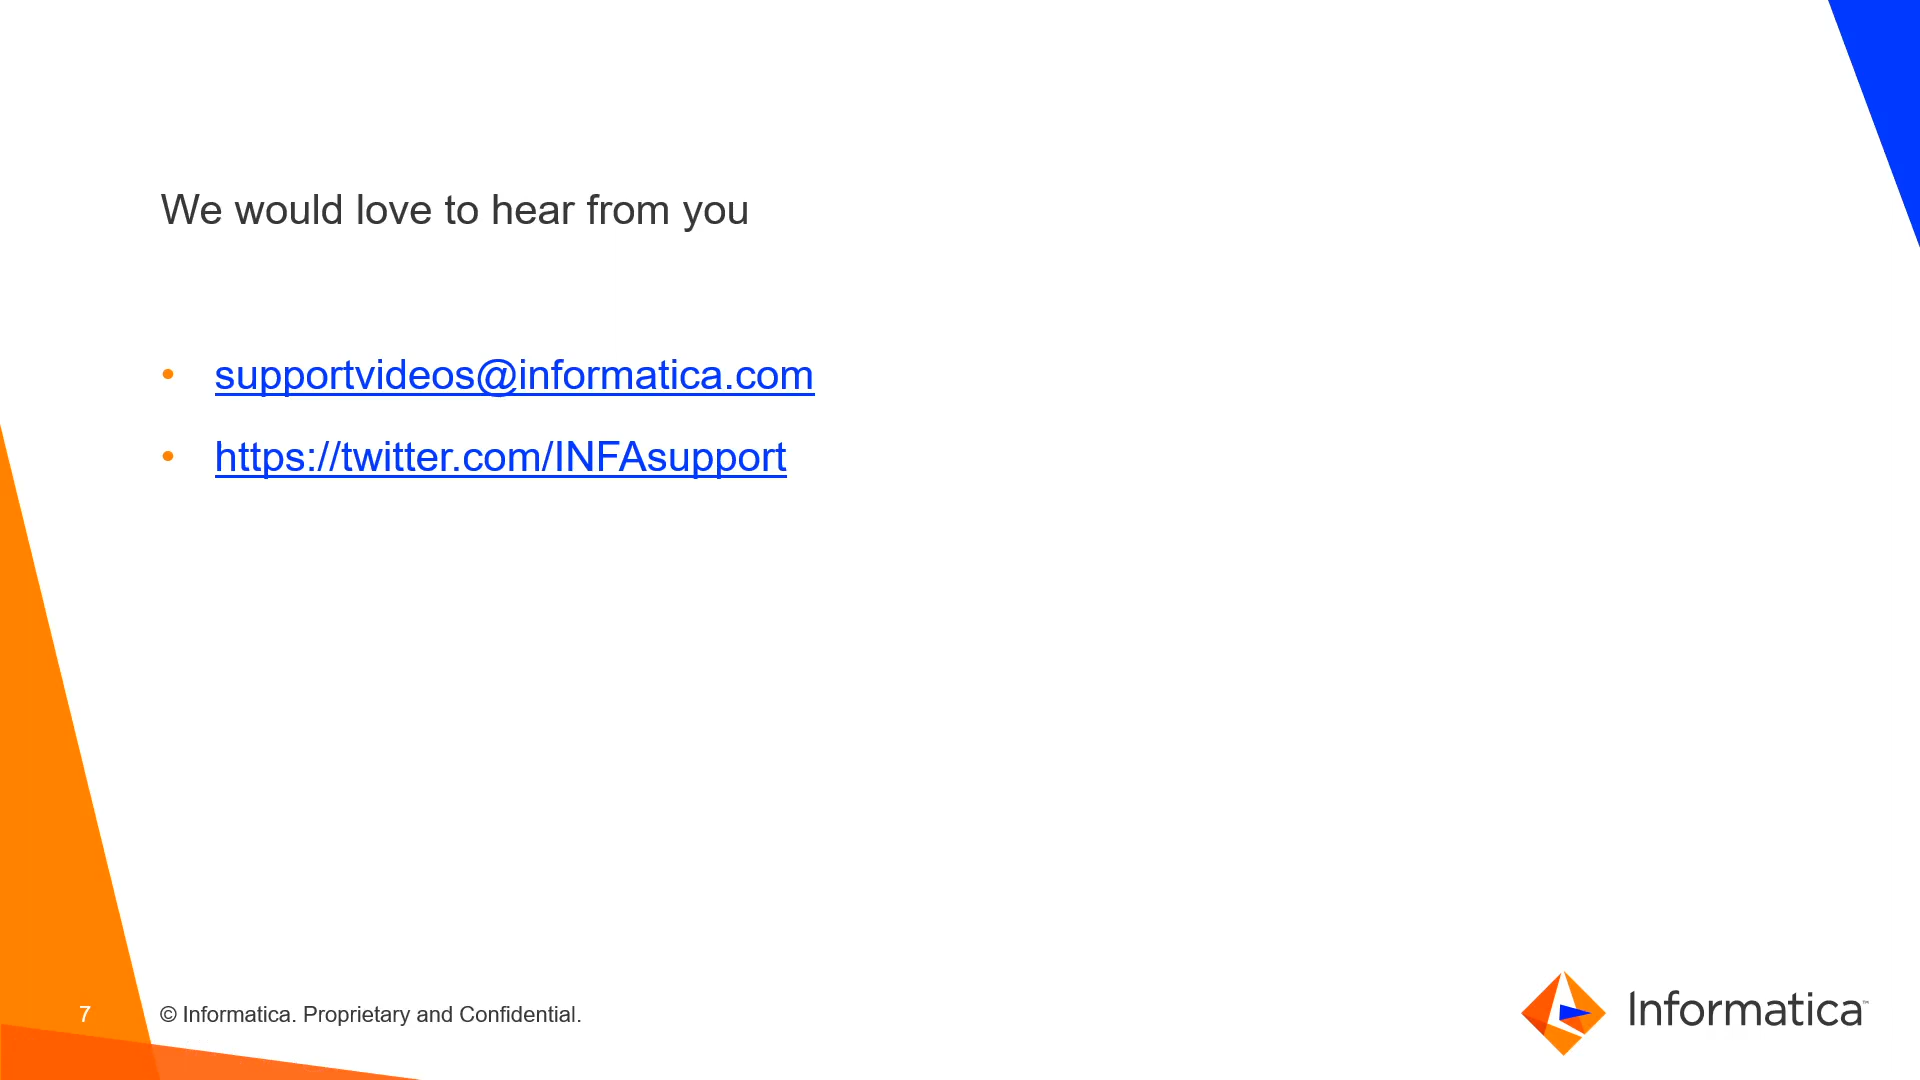 We would love to hear from you
• supportvideos@informatica.com
• https://twitter.com/INFAsupport
7 © Informatica. Proprietary and Confidential.
Informatica™